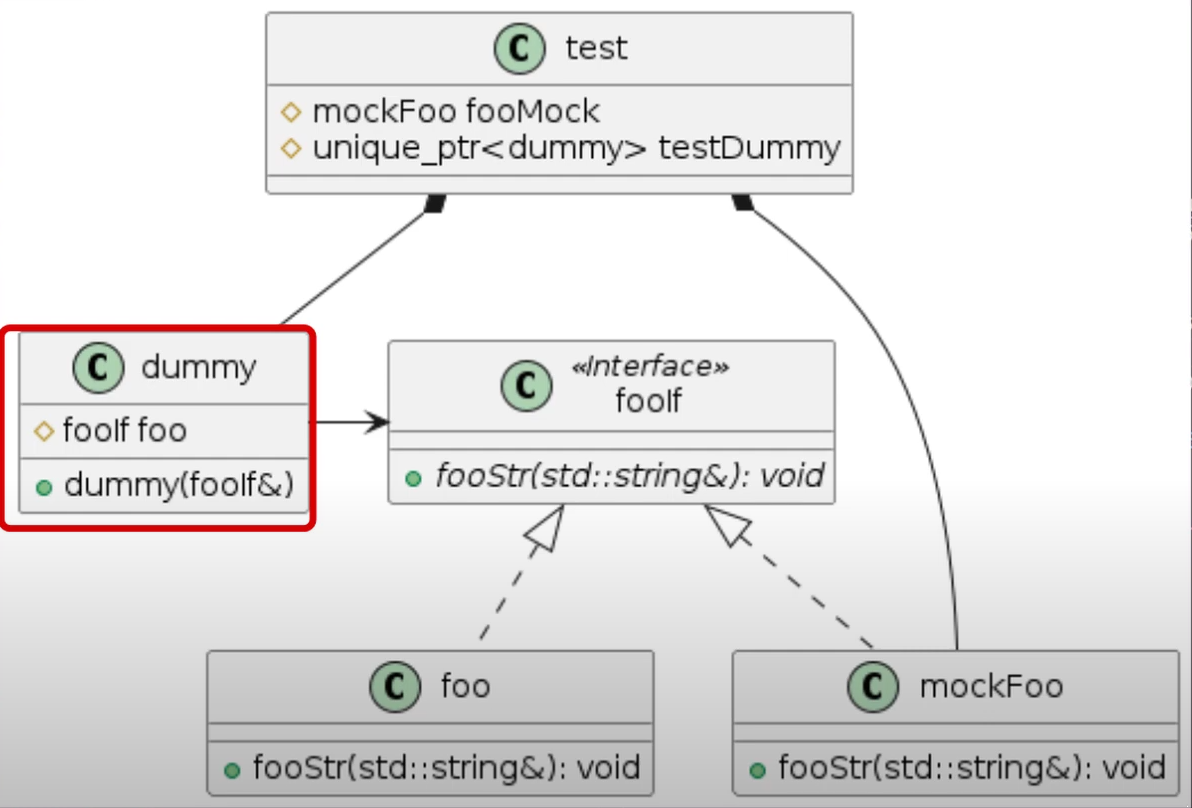 C test
mockFoo fooMock
unique_ptr<dummy> testDummy
C dummy
fooIf foo
dummy(fooIf&)
«Interface»
C fooIf
fooStr(std::string&): void
C foo
fooStr(std::string&): void
C mockFoo
fooStr(std::string&): void